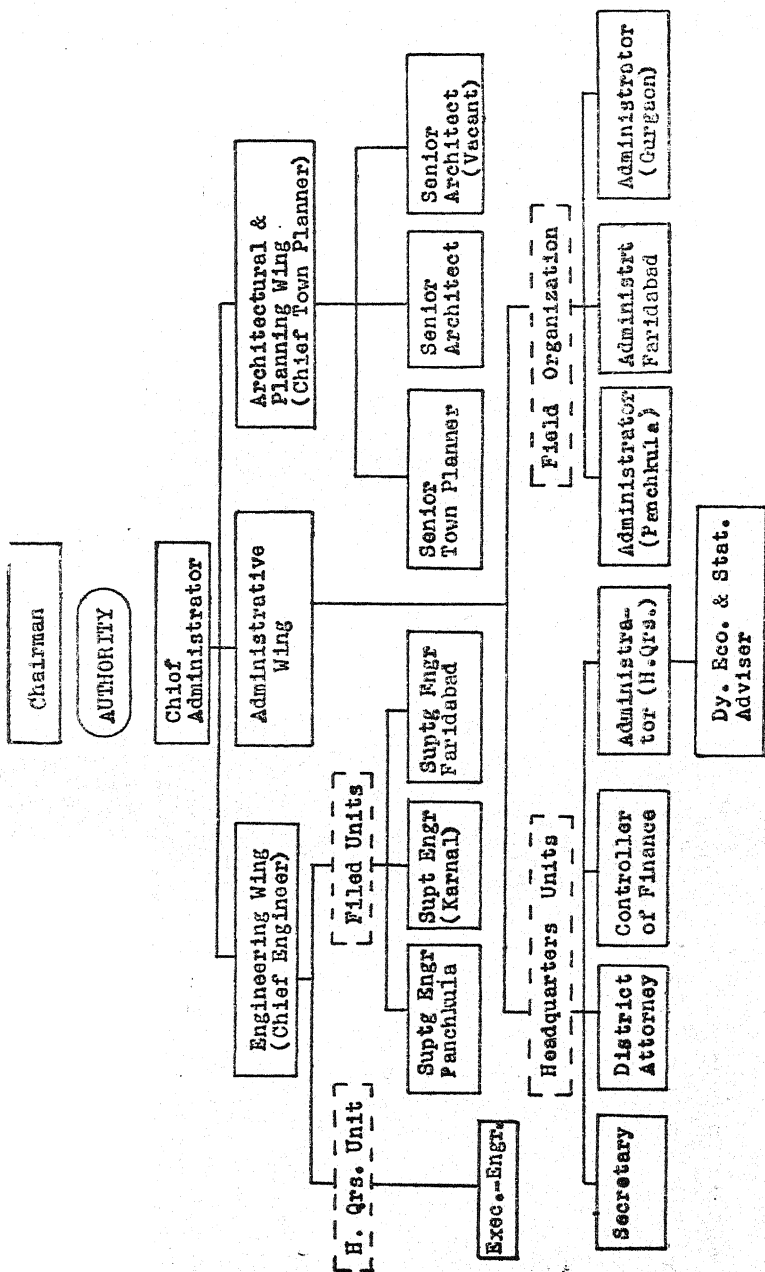 Chairman
AUTHORITY
Chief
Administrator
Engineering Wing
(Chief Engineer)
Administrative
Wing
Architectural &
Planning Wing
(Chief Town Planner)
H. Qrs. Unit
Filed Units
Exec.-Engr.
Suptg Engr
Panchkula
Supt Engr
(Karnal)
Suptg Engr
Faridabad
Senior
Town Planner
Senior
Architect
Senior
Architect
(Vacant)
Headquarters Units
Field Organization
Secretary
District
Attorney
Controller
of Finance
Administra-
tor (H.Qrs.)
Administrator
(Panchkula)
Administrt
Faridabad
Administrator
(Gurgaon)
Dy. Eco. & Stat.
Adviser